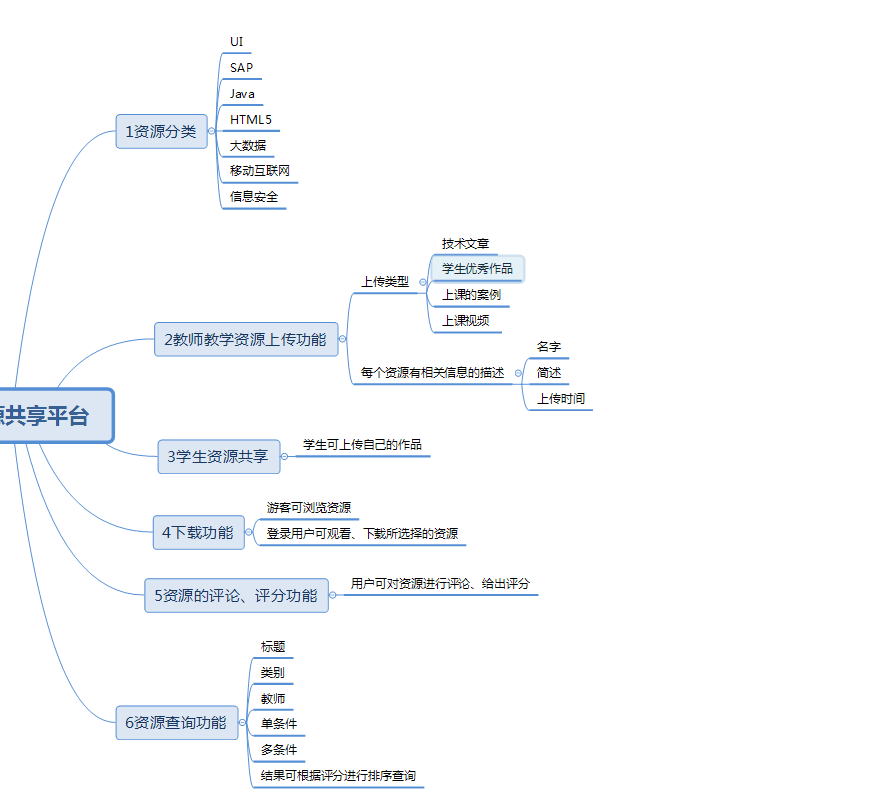 UI
SAP
Java
HTML5
大数据
移动互联网
信息安全
1资源分类
技术文章
学生优秀作品
上课的案例
上课视频
上传类型
2教师教学资源上传功能
每个资源有相关信息的描述
名字
简述
上传时间
源共享平台
3学生资源共享
学生可上传自己的作品
4下载功能
游客可浏览资源
登录用户可观看、下载所选择的资源
5资源的评论、评分功能
用户可对资源进行评论、给出评分
6资源查询功能
标题
类别
教师
单条件
多条件
结果可根据评分进行排序查询